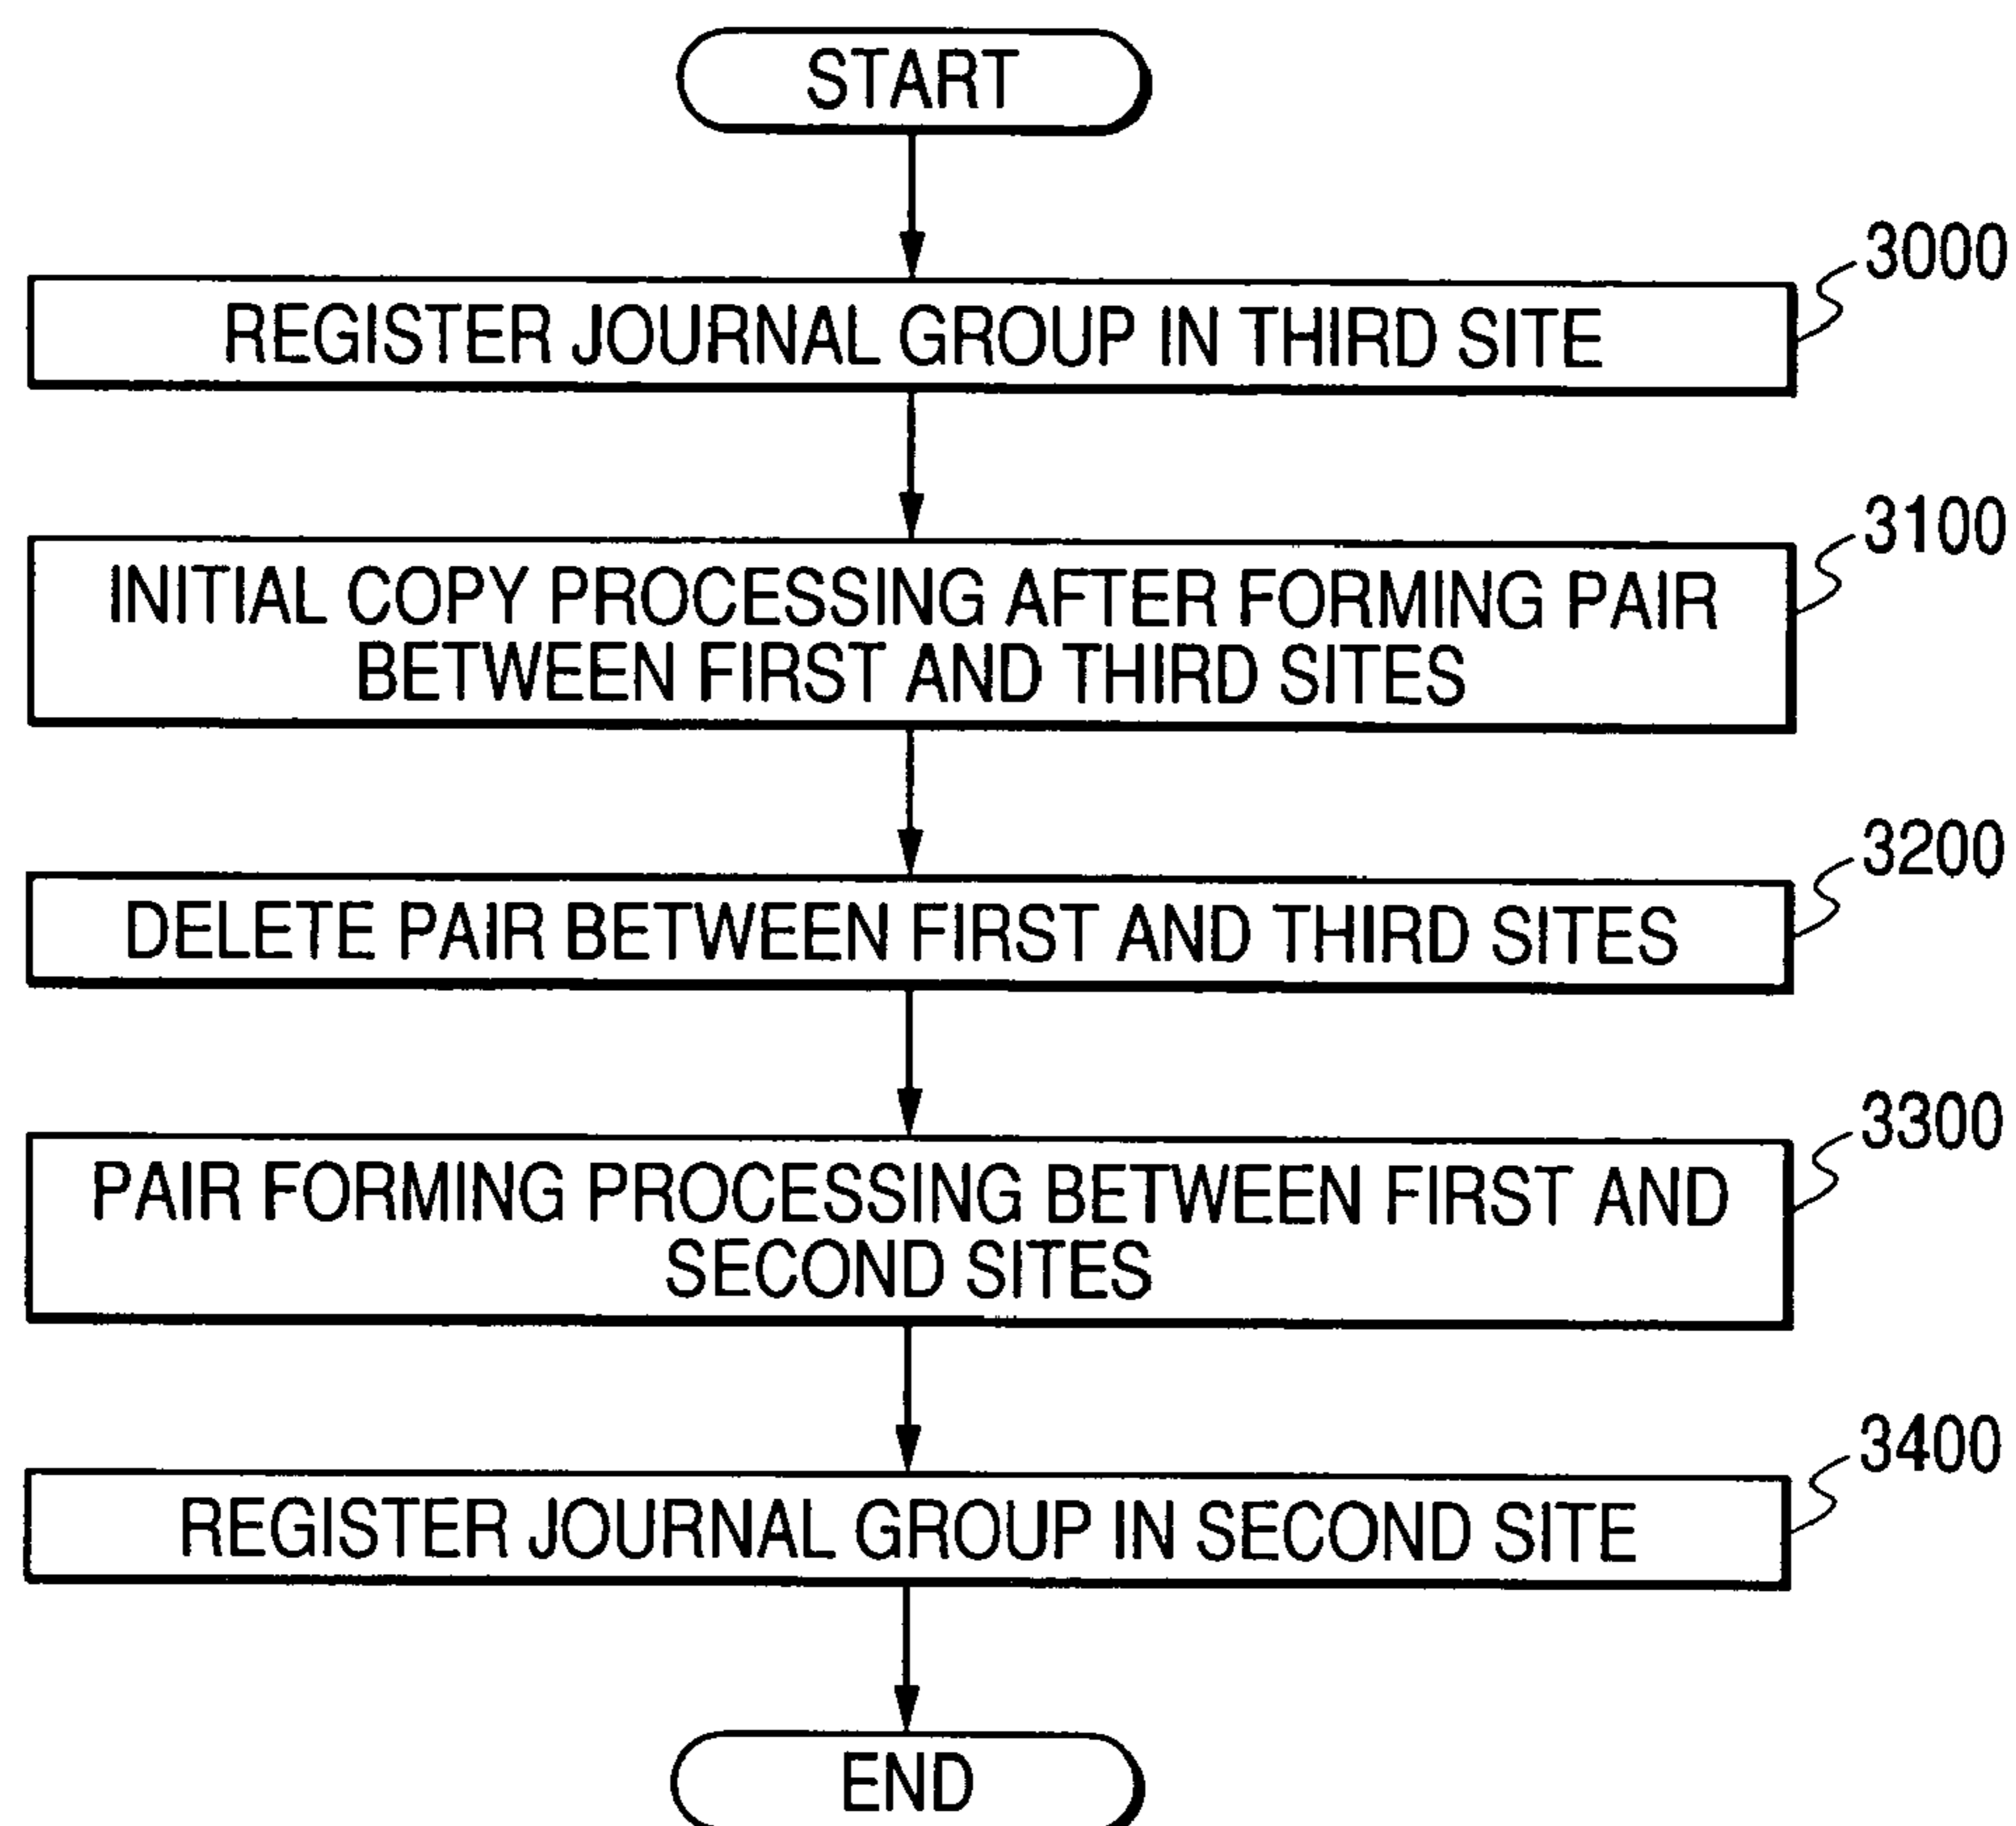 START
3000
REGISTER JOURNAL GROUP IN THIRD SITE
3100
INITIAL COPY PROCESSING AFTER FORMING PAIR
BETWEEN FIRST AND THIRD SITES
3200
DELETE PAIR BETWEEN FIRST AND THIRD SITES
3300
PAIR FORMING PROCESSING BETWEEN FIRST AND
SECOND SITES
3400
REGISTER JOURNAL GROUP IN SECOND SITE
END